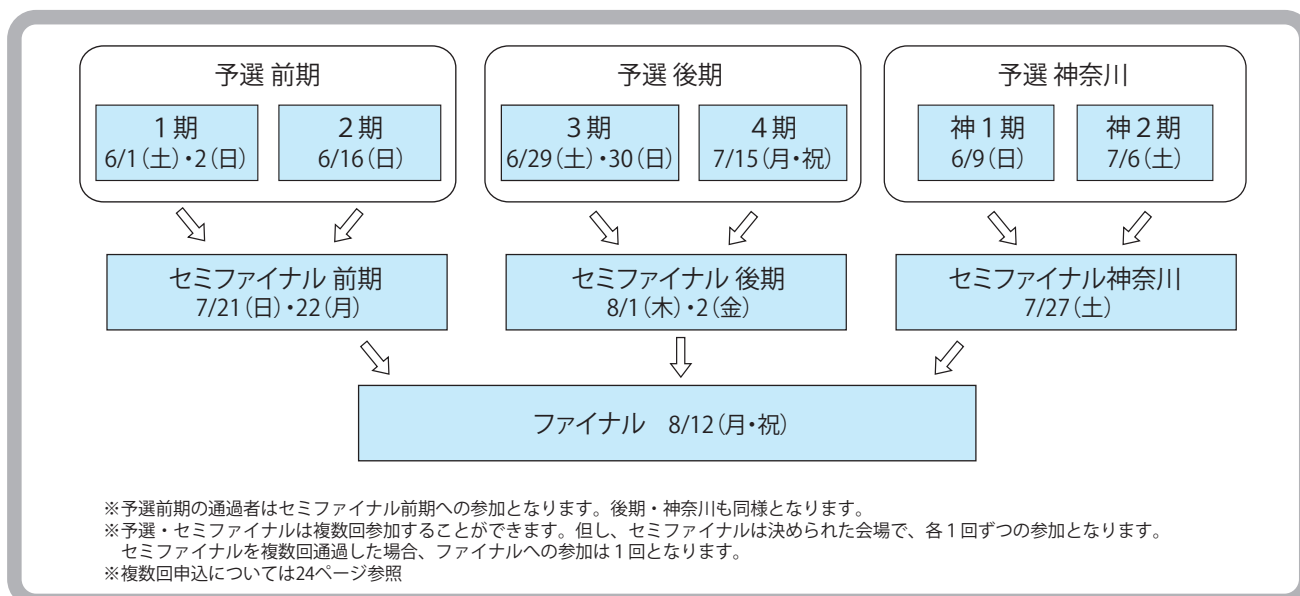 予選 前期
1期
6/1(土)・2(日)
2期
6/16(日)
予選 後期
3期
6/29(土)・30(日)
4期
7/15(月・祝)
予選 神奈川
神1期
6/9(日)
神2期
7/6(土)
セミファイナル 前期
7/21(日)・22(月)
セミファイナル 後期
8/1(木)・2(金)
セミファイナル神奈川
7/27(土)
ファイナル 8/12(月・祝)
※予選前期の通過者はセミファイナル前期への参加となります。後期・神奈川も同様となります。
※予選・セミファイナルは複数回参加することができます。但し、セミファイナルは決められた会場で、各1回ずつの参加となります。
セミファイナルを複数回通過した場合、ファイナルへの参加は1回となります。
※複数回申込については24ページ参照